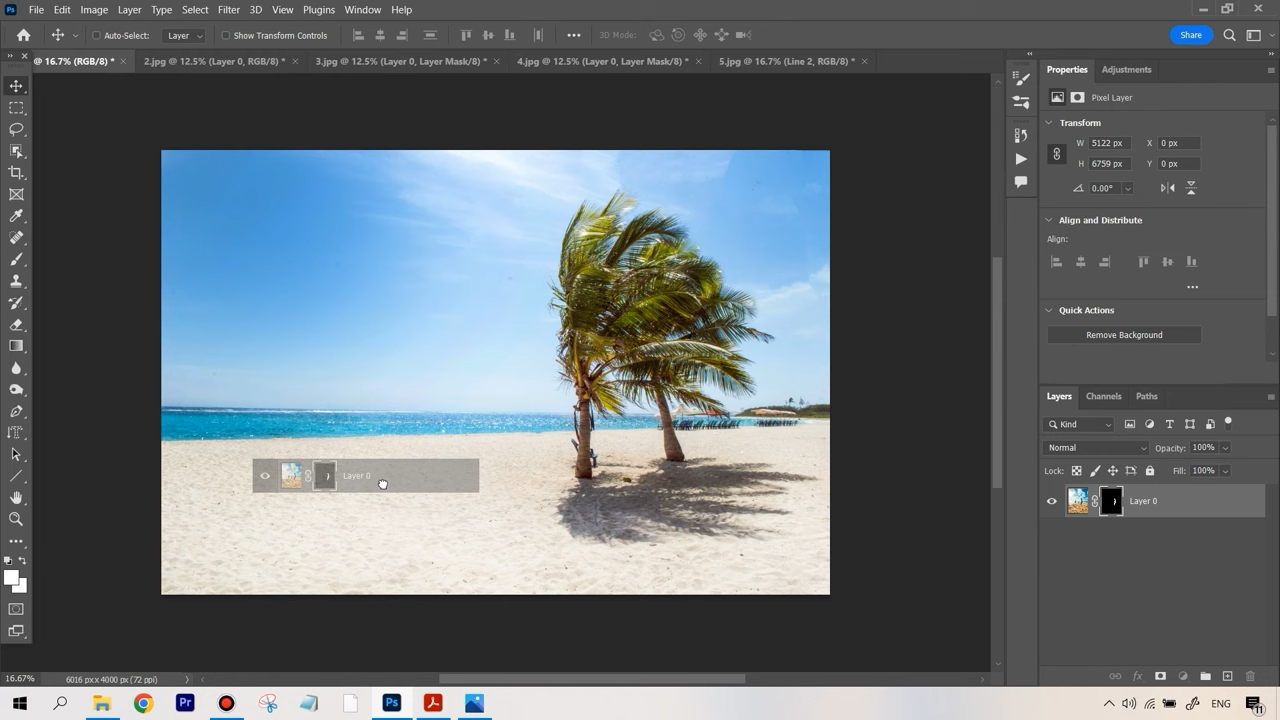 Ps File Edit Image Layer Type Select Filter 3D View Plugins Window Help
Auto-Select: Layer Show Transform Controls 3D Mode: Share
@ 16.7% (RGB/8) * 2.jpg @ 12.5% (Layer 0, RGB/8) * 3.jpg @ 12.5% (Layer 0, Layer Mask/8) * 4.jpg @ 12.5% (Layer 0, Layer Mask/8) * 5.jpg @ 16.7% (Line 2, RGB/8) *
Properties Adjustments
Pixel Layer
Transform
W 5122 px X 0 px
H 6759 px Y 0 px
0.00°
Align and Distribute
Align:
Quick Actions
Remove Background
Layers Channels Paths
Kind
Normal Opacity: 100%
Lock: Fill: 100%
Layer 0
Layer 0
16.67% 6016 px x 4000 px (72 ppi)
Pr Ps ENG 11